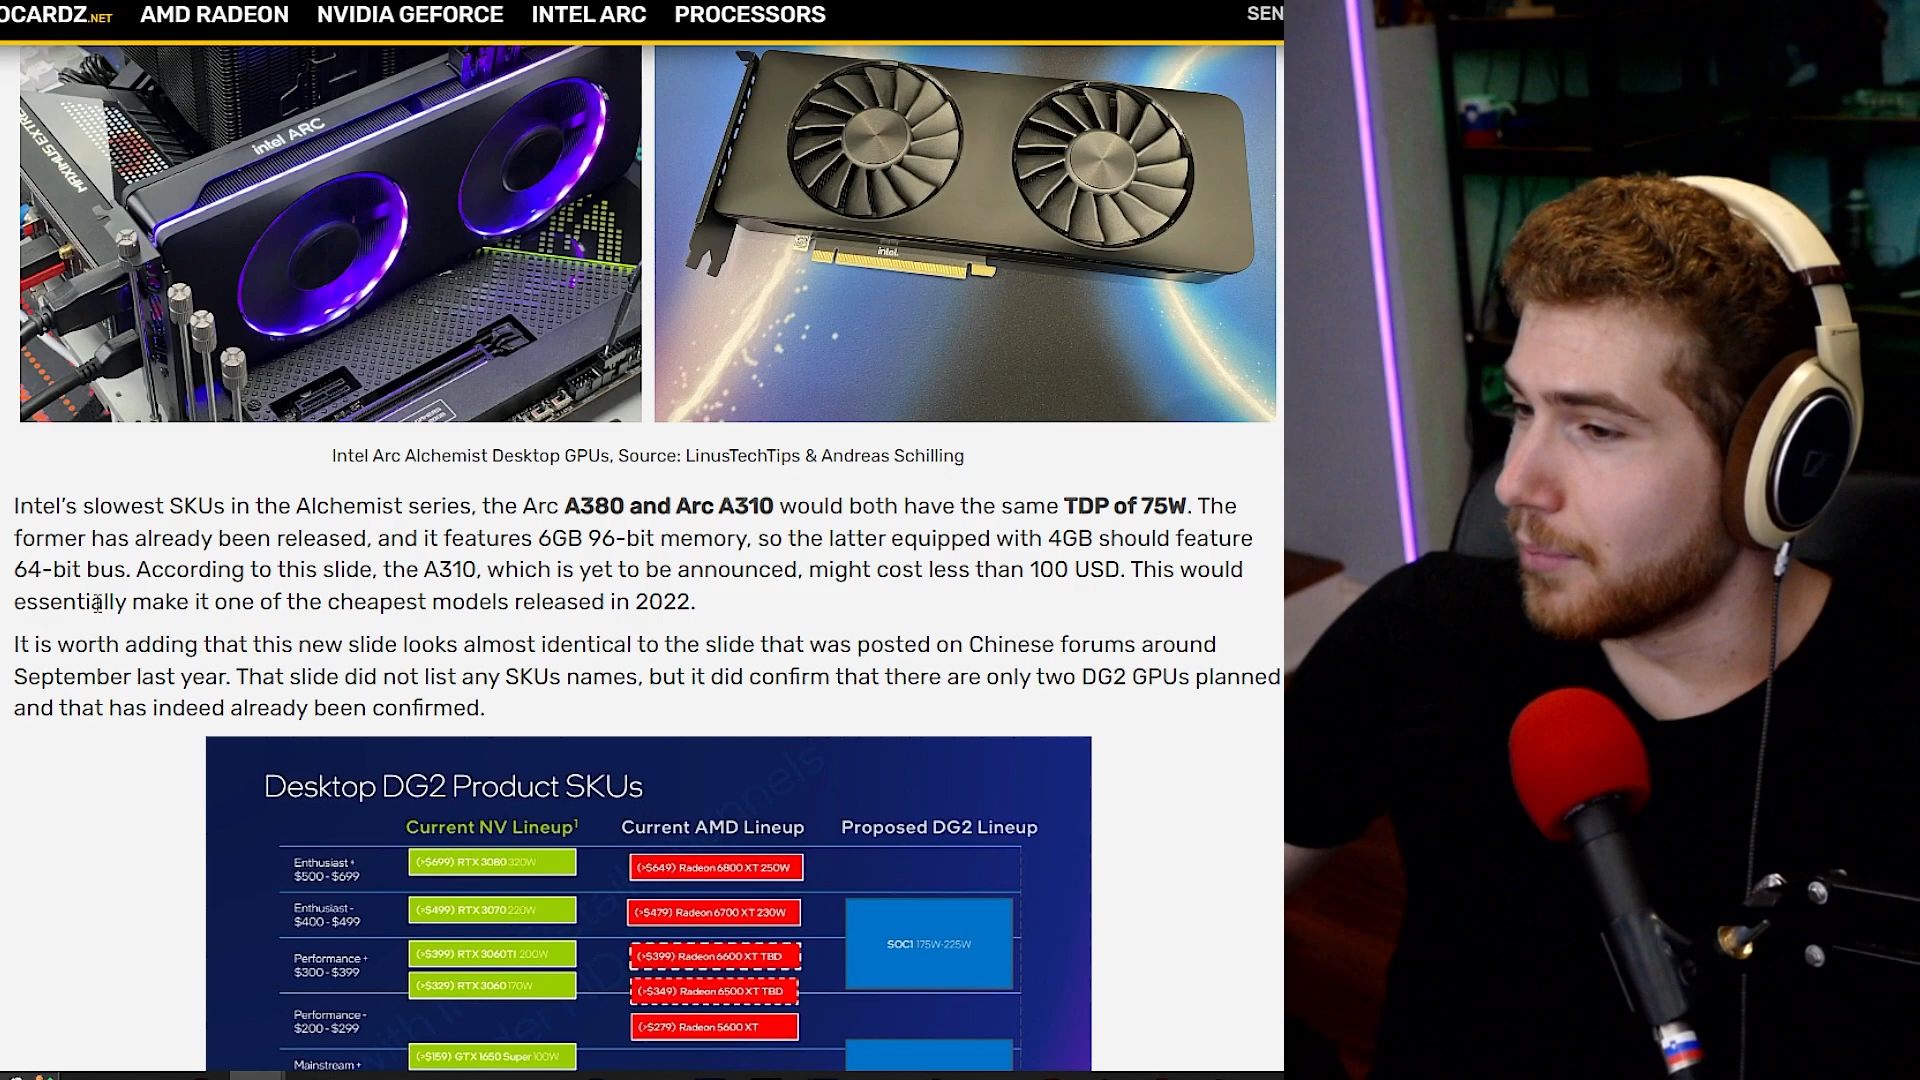 OCARDZ.NET AMD RADEON NVIDIA GEFORCE INTEL ARC PROCESSORS SEN
intel ARC
MAXIMUS EXTRE
intel.
Intel Arc Alchemist Desktop GPUs, Source: LinusTechTips & Andreas Schilling
Intel's slowest SKUs in the Alchemist series, the Arc A380 and Arc A310 would both have the same TDP of 75W. The
former has already been released, and it features 6GB 96-bit memory, so the latter equipped with 4GB should feature
64-bit bus. According to this slide, the A310, which is yet to be announced, might cost less than 100 USD. This would
essentially make it one of the cheapest models released in 2022.
It is worth adding that this new slide looks almost identical to the slide that was posted on Chinese forums around
September last year. That slide did not list any SKUs names, but it did confirm that there are only two DG2 GPUs planned
and that has indeed already been confirmed.
Desktop DG2 Product SKUs
Current NV Lineup¹ Current AMD Lineup Proposed DG2 Lineup
Enthusiast +
$500 - $699
(>$699) RTX 3080 320W
(>$649) Radeon 6800 XT 250W
Enthusiast -
$400 - $499
(>$499) RTX 3070 220W
(>$479) Radeon 6700 XT 230W
SOC1 175W-225W
Performance +
$300 - $399
(>$399) RTX 3060TI 200W
(>$399) Radeon 6600 XT TBD
(>$329) RTX 3060 170W
(>$349) Radeon 6500 XT TBD
Performance -
$200 - $299
(>$279) Radeon 5600 XT
Mainstream +
(>$159) GTX 1650 Super 100W